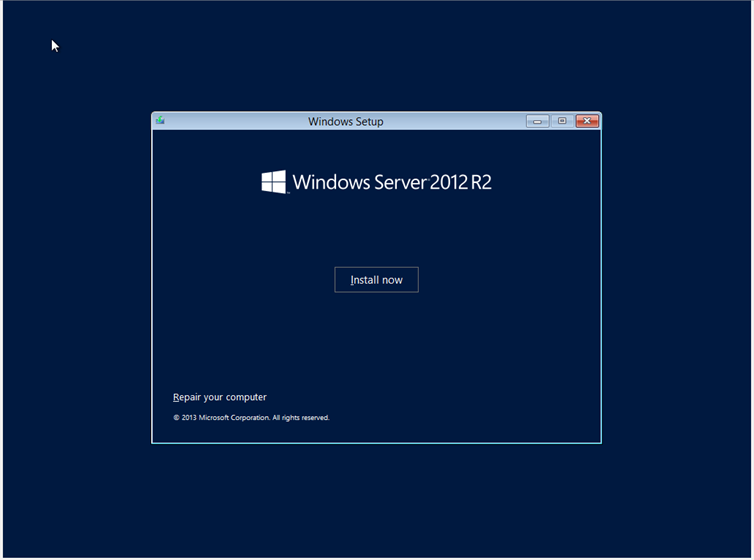 Windows Setup
Windows Server 2012 R2
Install now
Repair your computer
© 2013 Microsoft Corporation. All rights reserved.